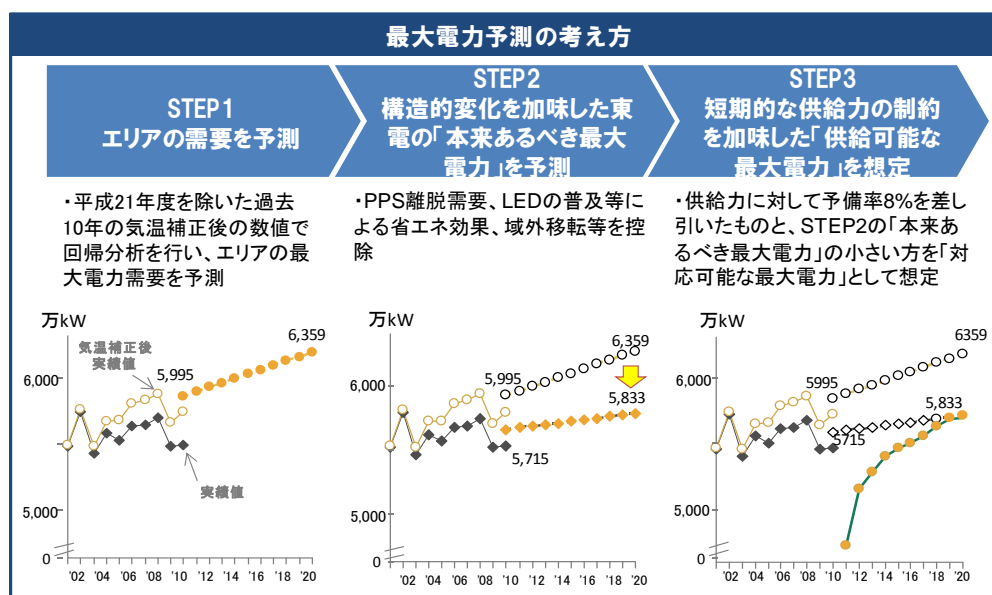 最大電力予測の考え方
STEP1
エリアの需要を予測
STEP2
構造的変化を加味した東
電の「本来あるべき最大
電力」を予測
STEP3
短期的な供給力の制約
を加味した「供給可能な
最大電力」を想定
・平成21年度を除いた過去
10年の気温補正後の数値で
回帰分析を行い、エリアの最
大電力需要を予測
・PPS離脱需要、LEDの普及等
による省エネ効果、域外移転等を控
除
・供給力に対して予備率8%を差し
引いたものと、STEP2の「本来あ
るべき最大電力」の小さい方を「対
応可能な最大電力」として想定
万kW
6,359
気温補正後
実績値
5,995
6,000
実績値
5,000
0
'02 '04 '06 '08 '10 '12 '14 '16 '18 '20
万kW
6,359
5,995
6,000
5,833
5,715
5,000
0
'02 '04 '06 '08 '10 '12 '14 '16 '18 '20
万kW
6359
5995
6,000
5,833
5715
5,000
0
'02 '04 '06 '08 '10 '12 '14 '16 '18 '20